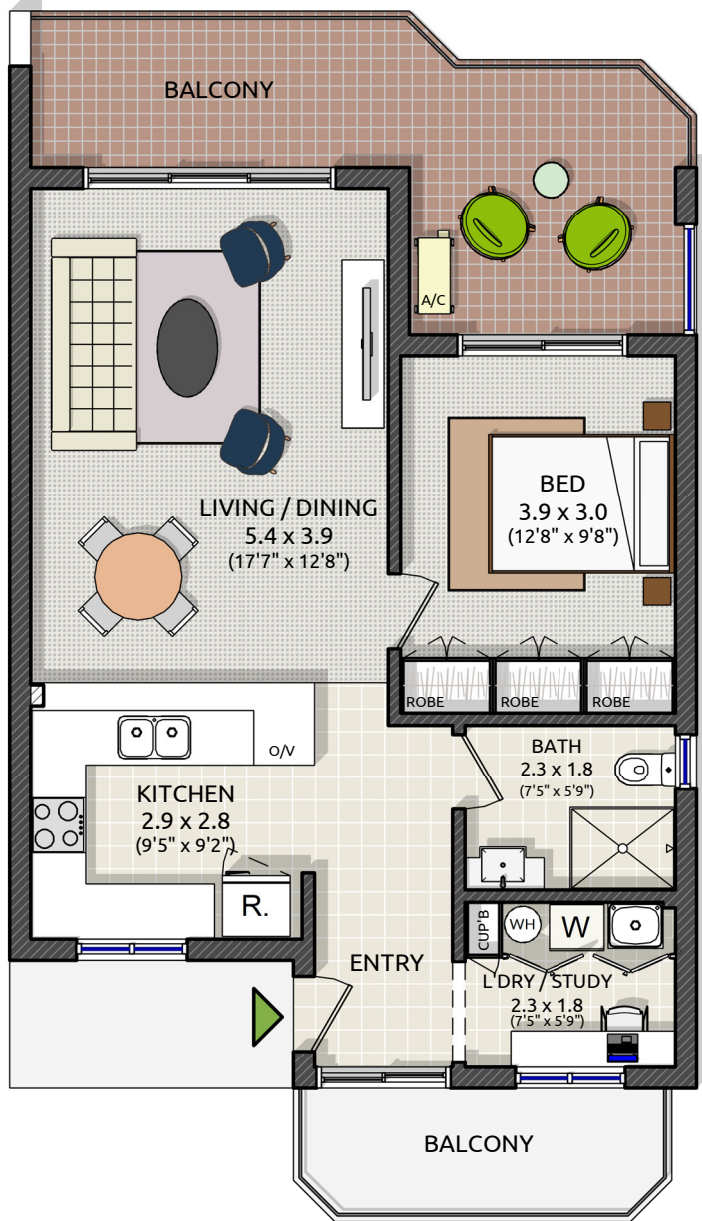 BALCONY
A/C
LIVING / DINING
5.4 x 3.9
(17'7" x 12'8")
BED
3.9 x 3.0
(12'8" x 9'8")
ROBE
ROBE
ROBE
O/V
KITCHEN
2.9 x 2.8
(9'5" x 9'2")
R.
BATH
2.3 x 1.8
(7'5" x 5'9")
CUP'B
WH
W
ENTRY
L'DRY / STUDY
2.3 x 1.8
(7'5" x 5'9")
BALCONY